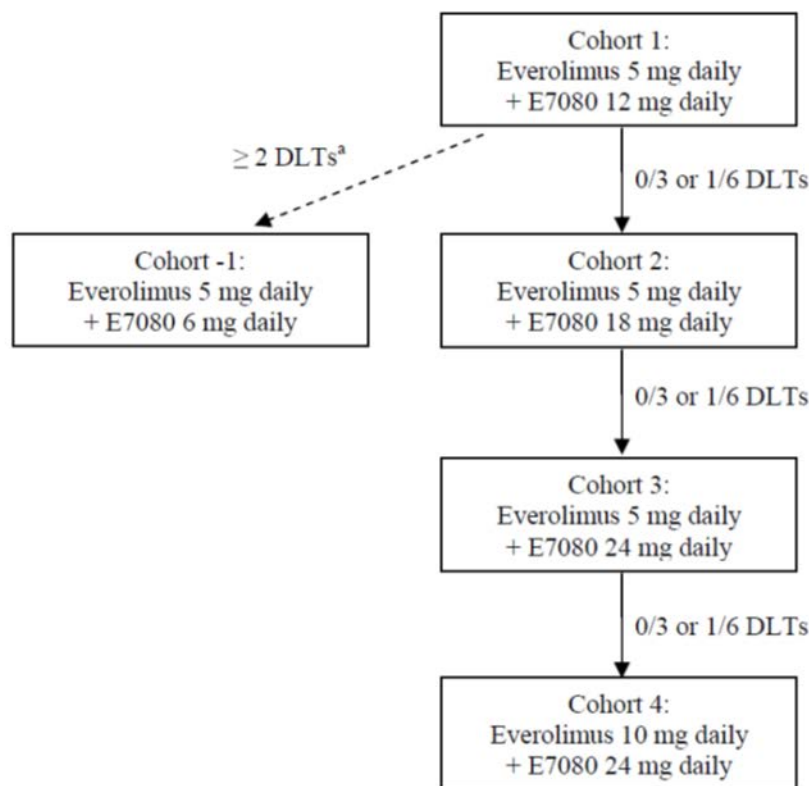 Cohort 1:
Everolimus 5 mg daily
+ E7080 12 mg daily
≥ 2 DLTsᵃ
0/3 or 1/6 DLTs
Cohort -1:
Everolimus 5 mg daily
+ E7080 6 mg daily
Cohort 2:
Everolimus 5 mg daily
+ E7080 18 mg daily
0/3 or 1/6 DLTs
Cohort 3:
Everolimus 5 mg daily
+ E7080 24 mg daily
0/3 or 1/6 DLTs
Cohort 4:
Everolimus 10 mg daily
+ E7080 24 mg daily